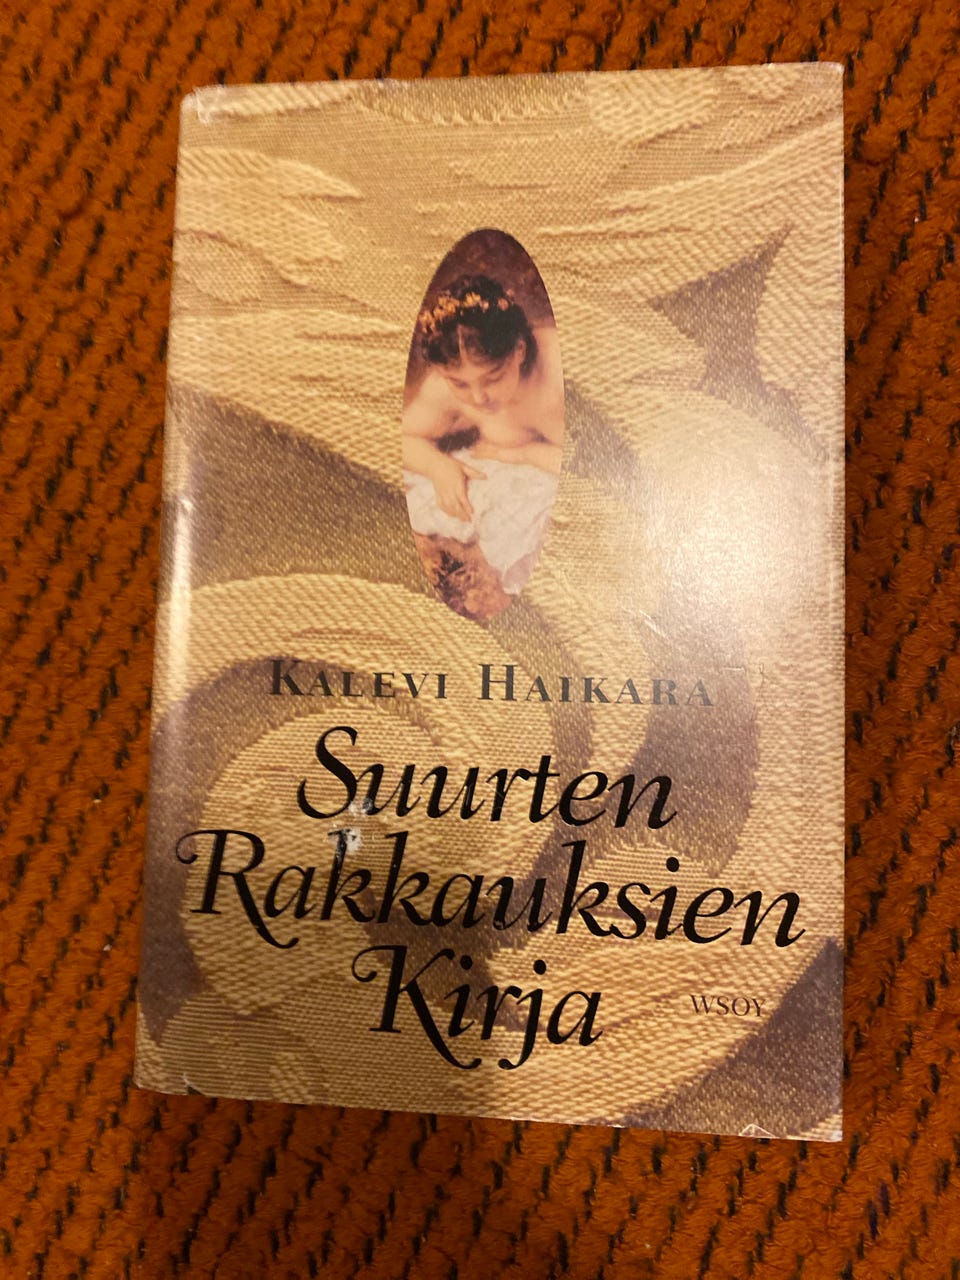 KALEVI HAIKARA
Suurten
Rakkauksien
Kirja
WSOY